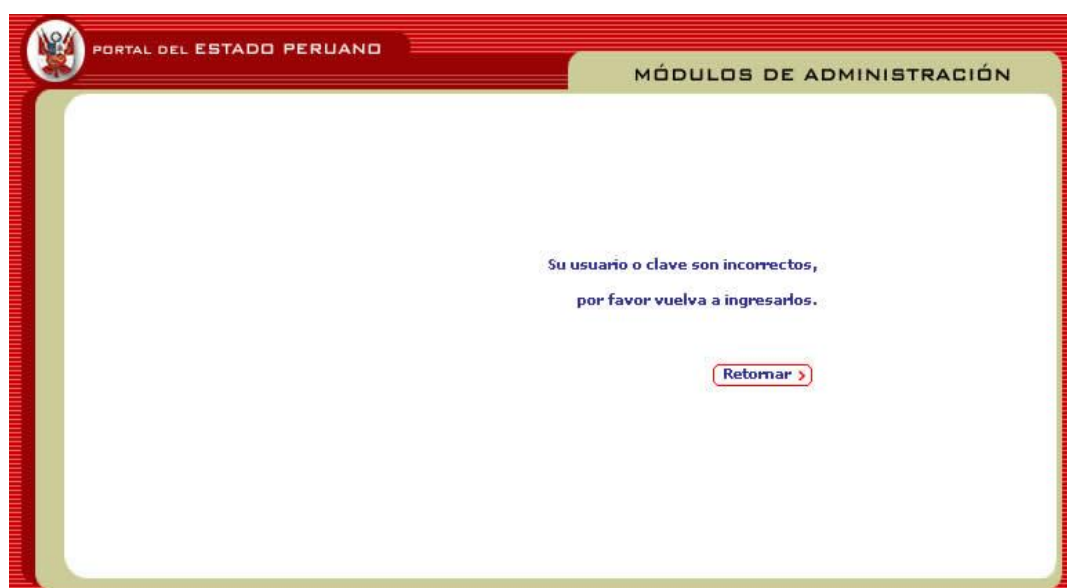 PORTAL DEL ESTADO PERUANO
MÓDULOS DE ADMINISTRACIÓN
Su usuario o clave son incorrectos,
por favor vuelva a ingresarlos.
Retornar >